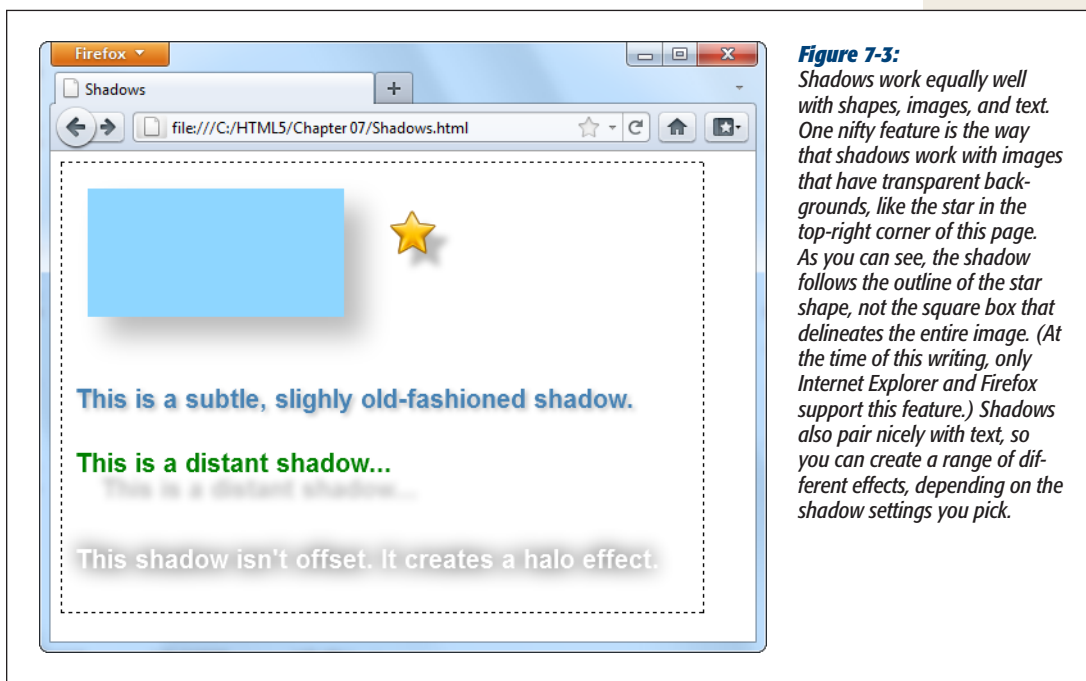 Firefox
Shadows
file:///C:/HTML5/Chapter 07/Shadows.html
This is a subtle, slighly old-fashioned shadow.
This is a distant shadow...
This is a distant shadow...
This shadow isn't offset. It creates a halo effect.
Figure 7-3:
Shadows work equally well
with shapes, images, and text.
One nifty feature is the way
that shadows work with images
that have transparent back-
grounds, like the star in the
top-right corner of this page.
As you can see, the shadow
follows the outline of the star
shape, not the square box that
delineates the entire image. (At
the time of this writing, only
Internet Explorer and Firefox
support this feature.) Shadows
also pair nicely with text, so
you can create a range of dif-
ferent effects, depending on the
shadow settings you pick.